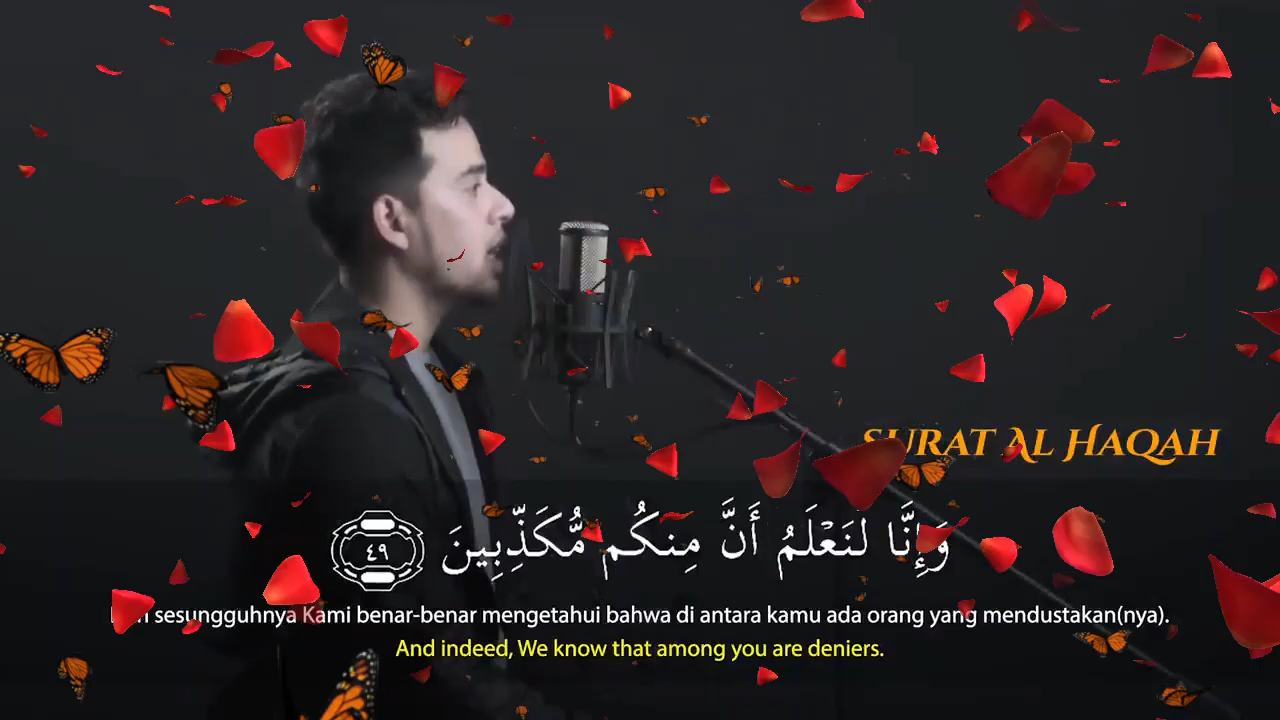 SURAT AL HAQAH
وَإِنَّا لَنَعْلَمُ أَنَّ مِنكُم مُّكَذِّبِينَ ٤٩
sesungguhnya Kami benar-benar mengetahui bahwa di antara kamu ada orang yang mendustakan(nya).
And indeed, We know that among you are deniers.